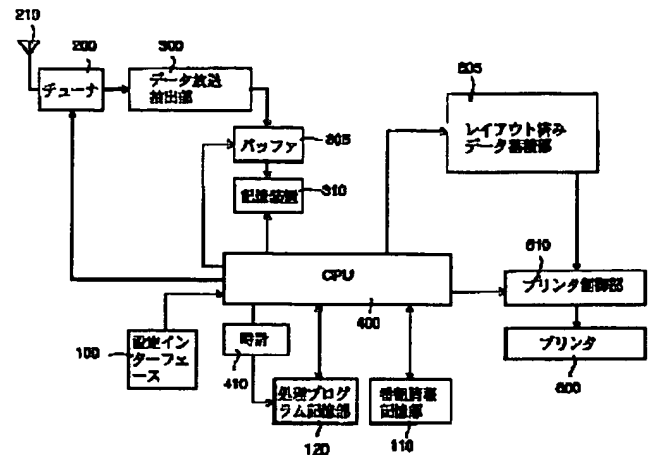 210
200
チューナ
300
データ放送
抽出部
305
バッファ
310
記憶装置
605
レイアウト済み
データ蓄積部
CPU
400
610
プリンタ制御部
プリンタ
600
100
設定インターフェース
時計
410
処理プログラム記憶部
120
番組情報
記憶部
110